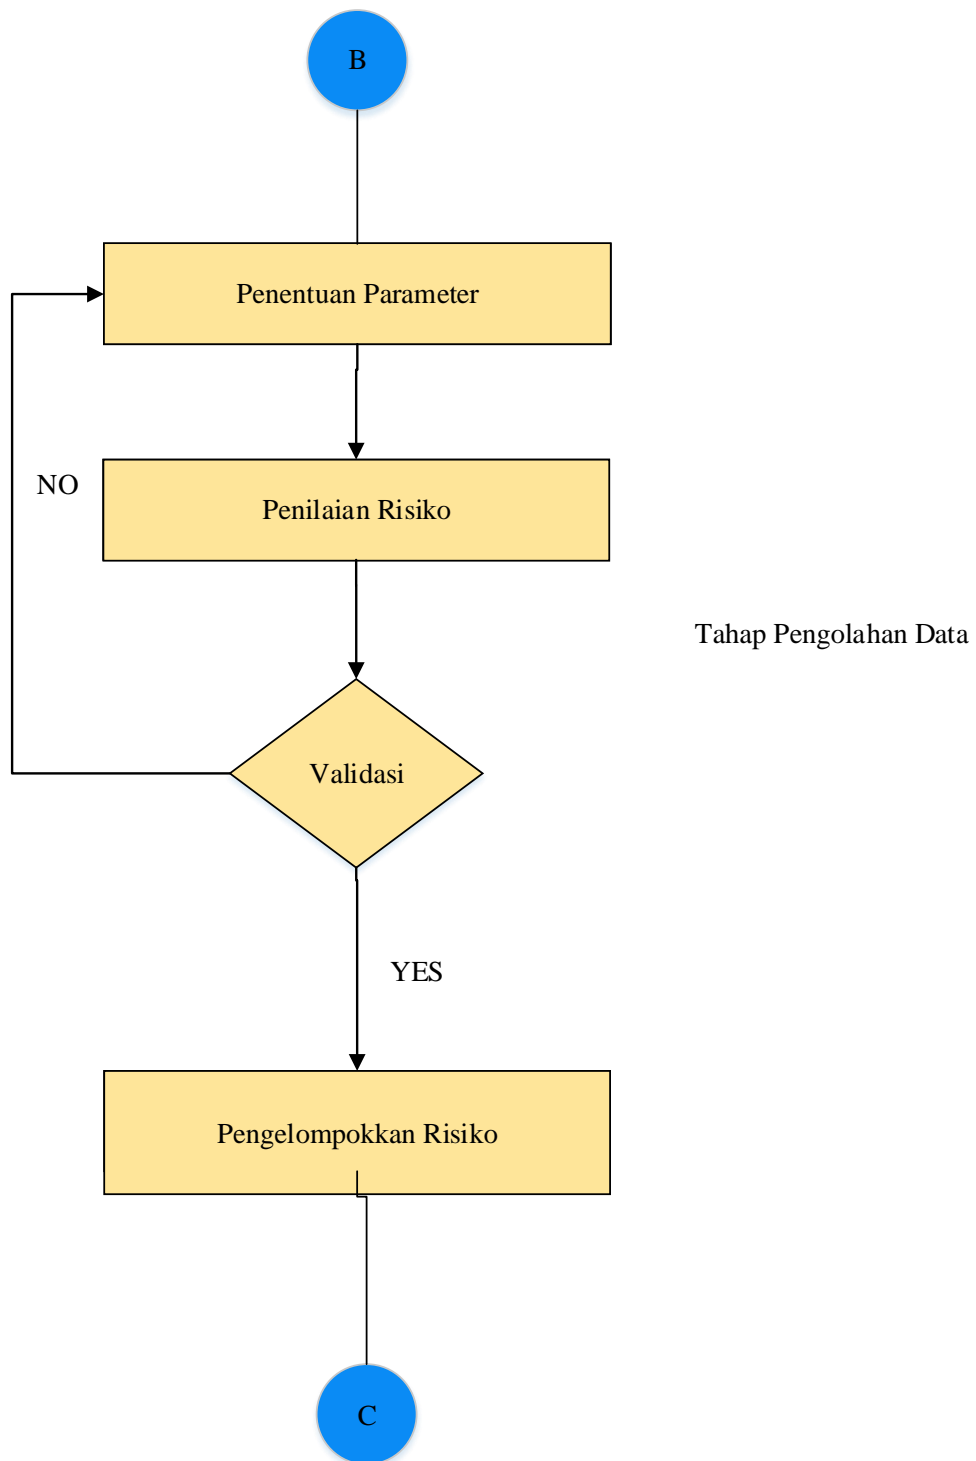 B
Penentuan Parameter
NO
Penilaian Risiko
Tahap Pengolahan Data
Validasi
YES
Pengelompokkan Risiko
C